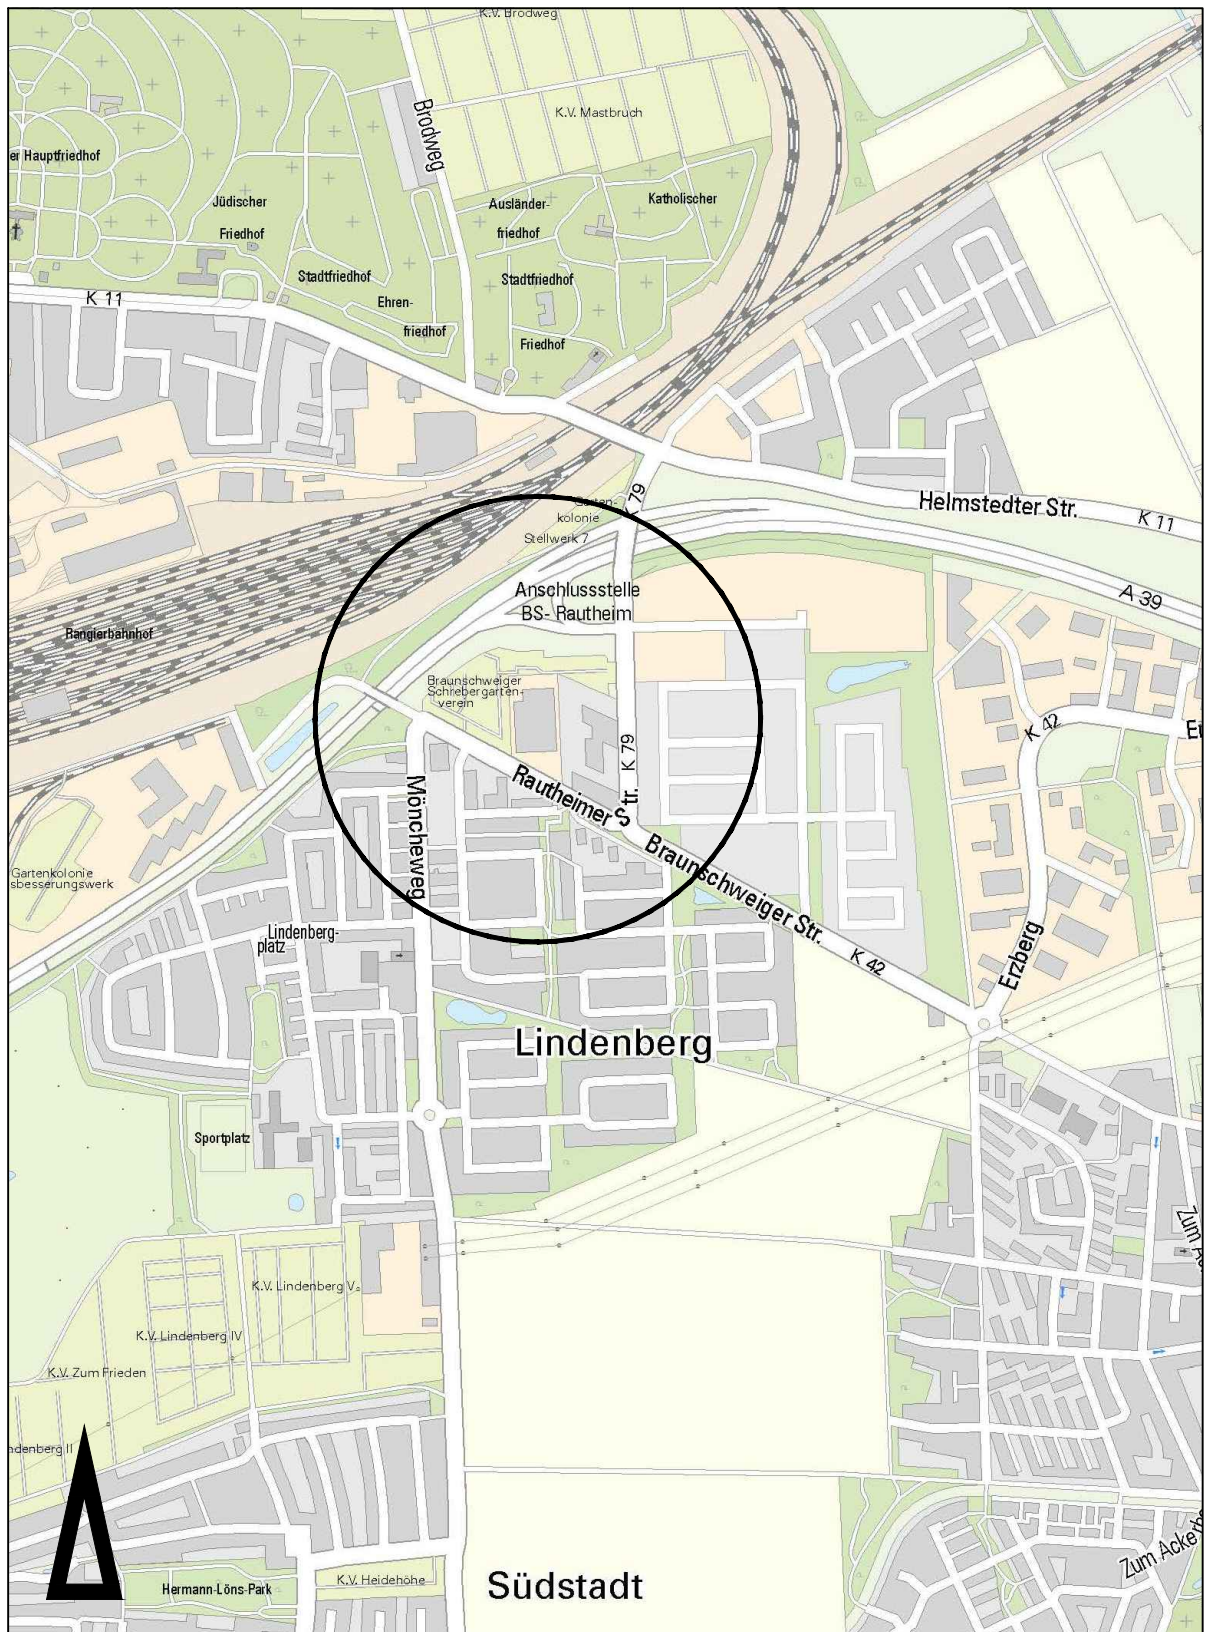 K.V. Brodweg
K.V. Mastbruch
Brodweg
er Hauptfriedhof
Jüdischer
Friedhof
Stadtfriedhof
Ehren-
friedhof
Ausländer-
friedhof
Katholischer
Stadtfriedhof
Friedhof
K 11
K 79
Helmstedter Str.
K 11
Garten-
kolonie
Stellwerk 7
Anschlussstelle
BS- Rautheim
A 39
Rangierbahnhof
Braunschweiger
Schrebergarten-
verein
K 42
K 79
Rautheimer Str.
Möncheweg
Braunschweiger Str.
K 42
Erzberg
Gartenkolonie
sbesserungswerk
Lindenberg-
platz
Lindenberg
Sportplatz
K.V. Lindenberg V
K.V. Lindenberg IV
K.V. Zum Frieden
ndenberg II
Zum A
Zum Acker
Hermann-Löns-Park
K.V. Heidehöhe
Südstadt